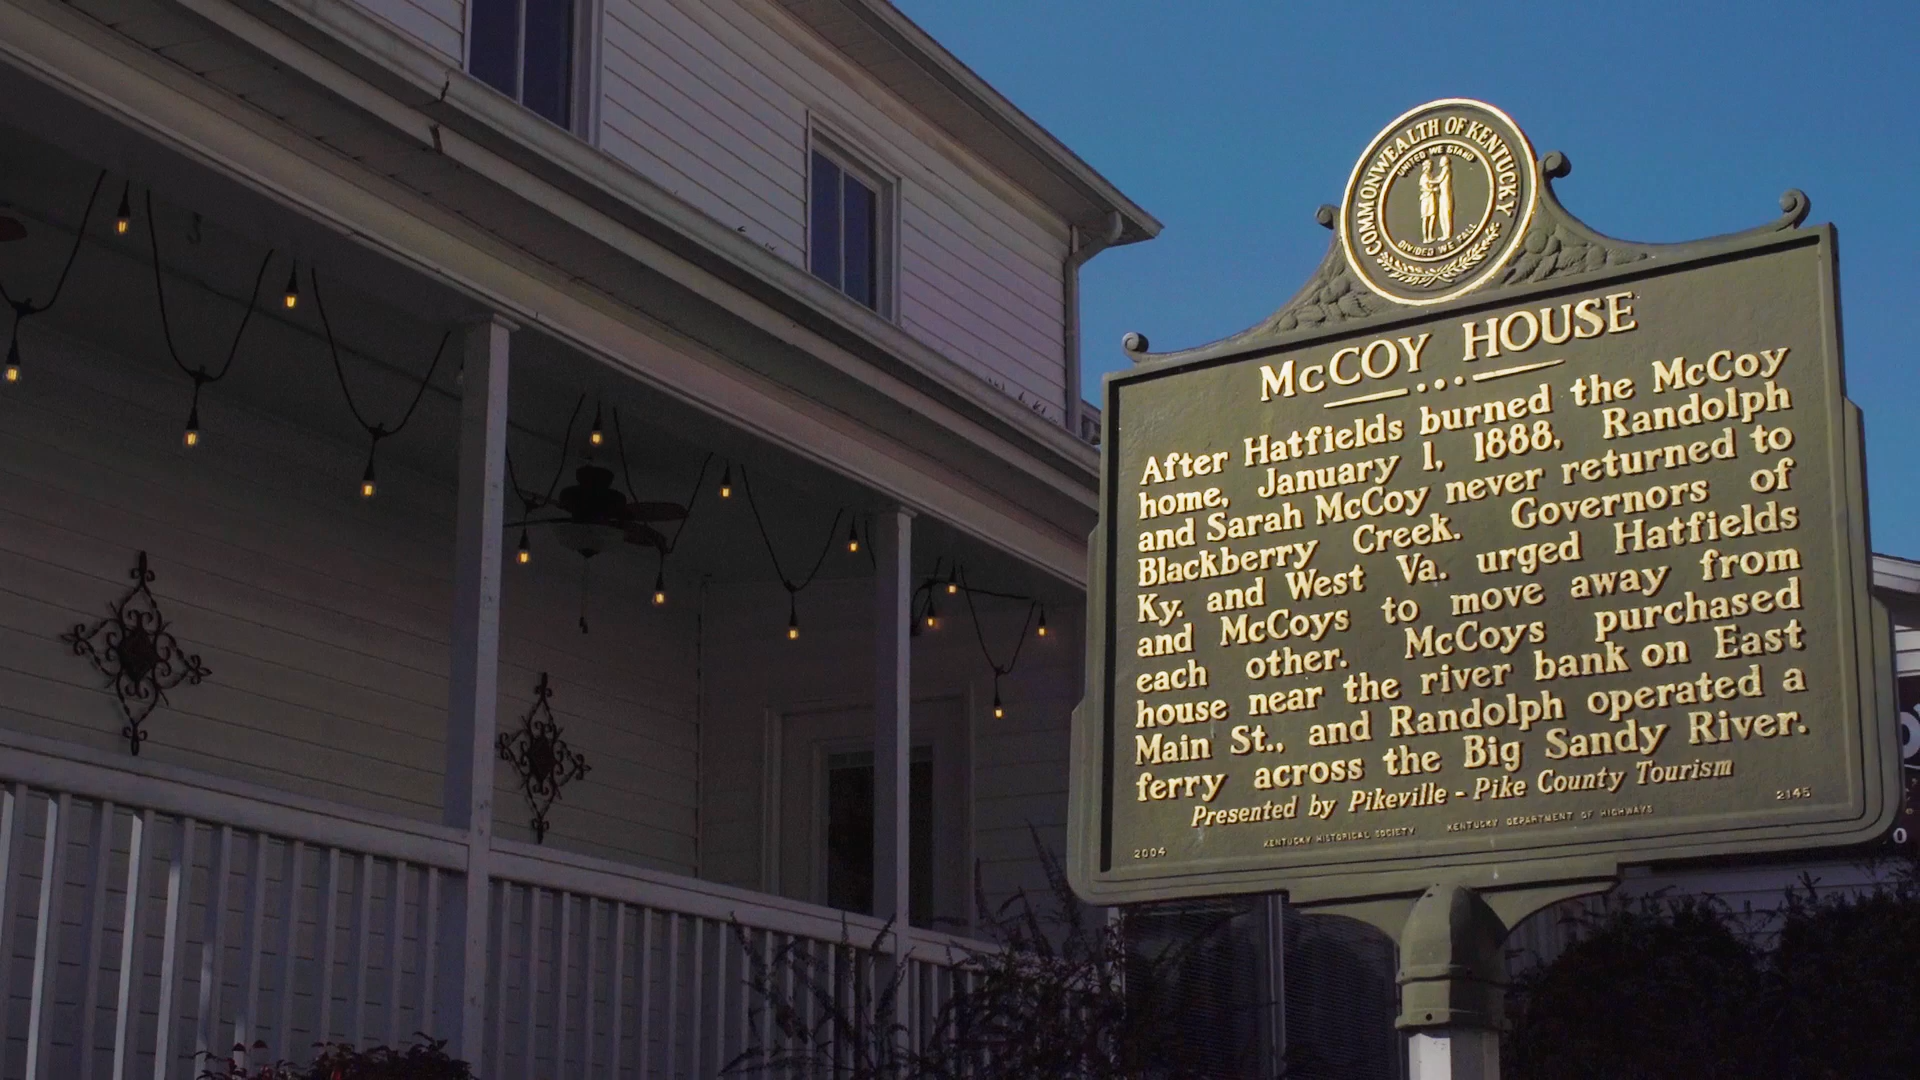 COMMONWEALTH OF KENTUCKY
UNITED WE STAND
DIVIDED WE FALL
McCOY HOUSE
After Hatfields burned the McCoy
home, January 1, 1888, Randolph
and Sarah McCoy never returned to
Blackberry Creek. Governors of
Ky. and West Va. urged Hatfields
and McCoys to move away from
each other. McCoys purchased
house near the river bank on East
Main St., and Randolph operated a
ferry across the Big Sandy River.
Presented by Pikeville - Pike County Tourism
2004 KENTUCKY HISTORICAL SOCIETY KENTUCKY DEPARTMENT OF HIGHWAYS 2145